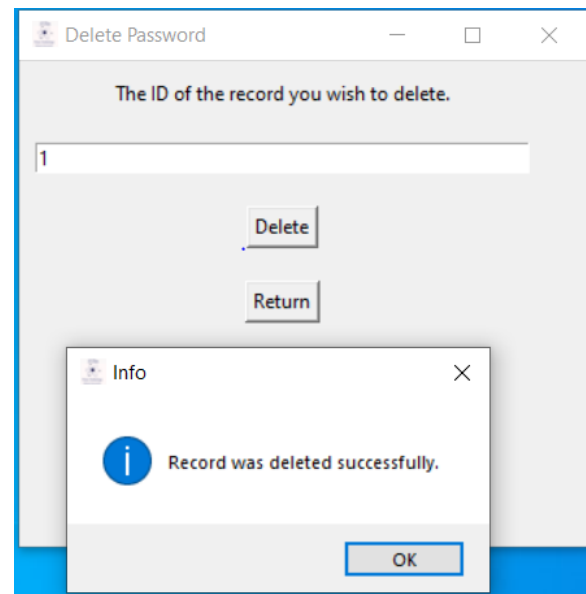 Delete Password
The ID of the record you wish to delete.
1
Delete
Return
Info
Record was deleted successfully.
OK